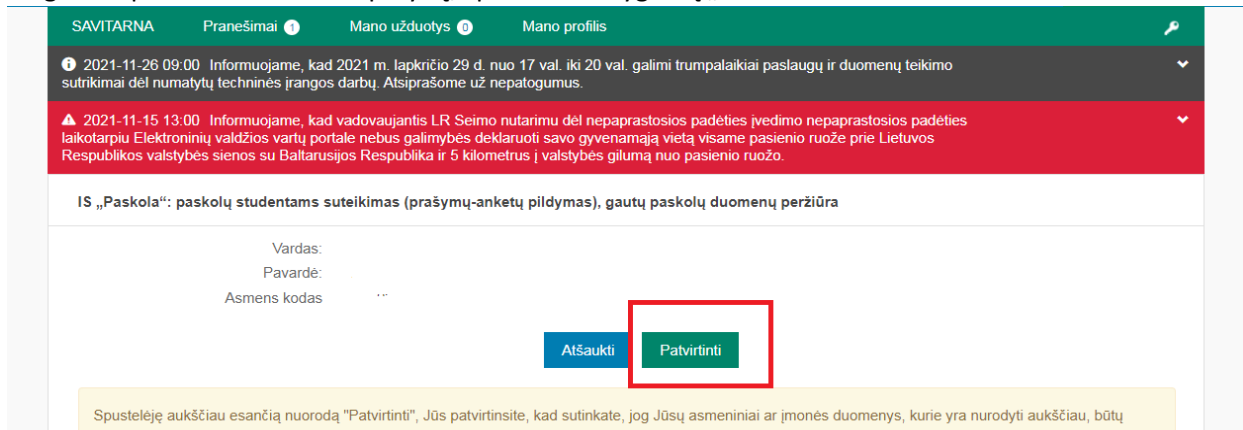 SAVITARNA Pranešimai 1 Mano užduotys 0 Mano profilis
2021-11-26 09:00 Informuojame, kad 2021 m. lapkričio 29 d. nuo 17 val. iki 20 val. galimi trumpalaikiai paslaugų ir duomenų teikimo
sutrikimai dėl numatytų techninės įrangos darbų. Atsiprašome už nepatogumus.
2021-11-15 13:00 Informuojame, kad vadovaujantis LR Seimo nutarimu dėl nepaprastosios padėties įvedimo nepaprastosios padėties
laikotarpiu Elektroninių valdžios vartų portale nebus galimybės deklaruoti savo gyvenamąją vietą visame pasienio ruože prie Lietuvos
Respublikos valstybės sienos su Baltarusijos Respublika ir 5 kilometrus į valstybės gilumą nuo pasienio ruožo.
IS „Paskola“: paskolų studentams suteikimas (prašymų-anketų pildymas), gautų paskolų duomenų peržiūra
Vardas:
Pavardė:
Asmens kodas
Atšaukti Patvirtinti
Spustelėję aukščiau esančią nuorodą "Patvirtinti", Jūs patvirtinsite, kad sutinkate, jog Jūsų asmeniniai ar įmonės duomenys, kurie yra nurodyti aukščiau, būtų